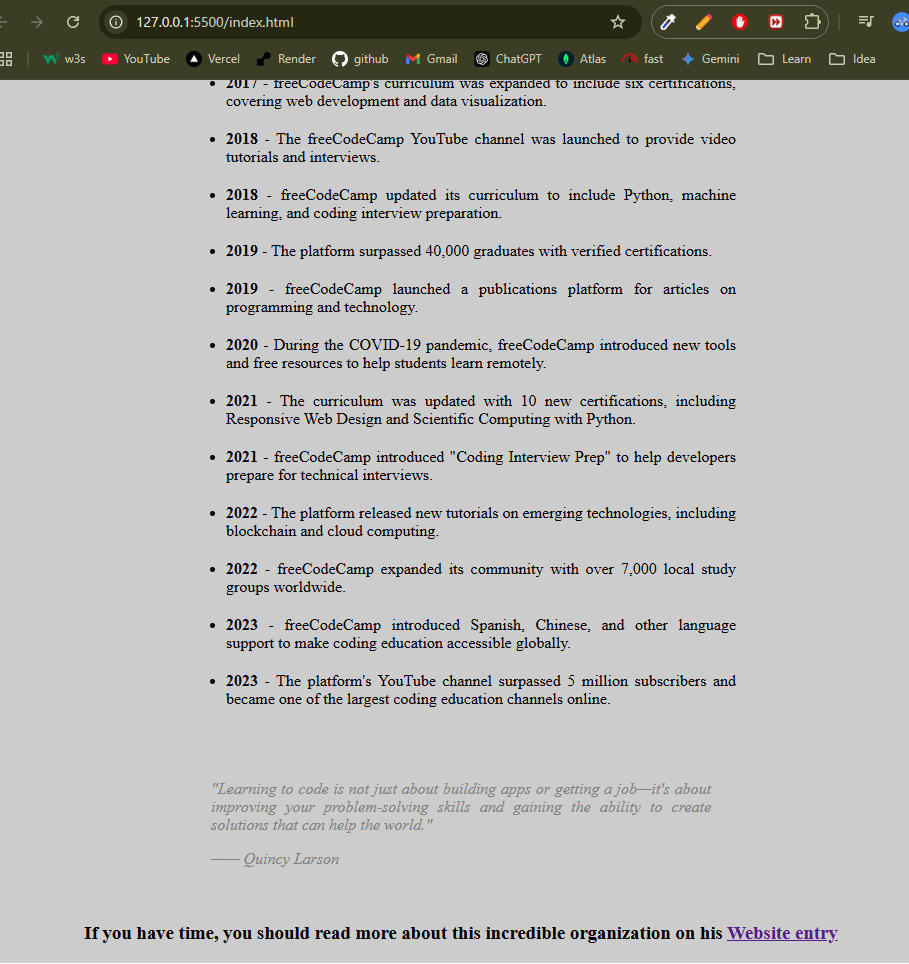 127.0.0.1:5500/index.html
w3s YouTube Vercel Render github Gmail ChatGPT Atlas fast Gemini Learn Idea
2017 - freeCodeCamp's curriculum was expanded to include six certifications,
covering web development and data visualization.
2018 - The freeCodeCamp YouTube channel was launched to provide video
tutorials and interviews.
2018 - freeCodeCamp updated its curriculum to include Python, machine
learning, and coding interview preparation.
2019 - The platform surpassed 40,000 graduates with verified certifications.
2019 - freeCodeCamp launched a publications platform for articles on
programming and technology.
2020 - During the COVID-19 pandemic, freeCodeCamp introduced new tools
and free resources to help students learn remotely.
2021 - The curriculum was updated with 10 new certifications, including
Responsive Web Design and Scientific Computing with Python.
2021 - freeCodeCamp introduced "Coding Interview Prep" to help developers
prepare for technical interviews.
2022 - The platform released new tutorials on emerging technologies, including
blockchain and cloud computing.
2022 - freeCodeCamp expanded its community with over 7,000 local study
groups worldwide.
2023 - freeCodeCamp introduced Spanish, Chinese, and other language
support to make coding education accessible globally.
2023 - The platform's YouTube channel surpassed 5 million subscribers and
became one of the largest coding education channels online.
"Learning to code is not just about building apps or getting a job—it's about
improving your problem-solving skills and gaining the ability to create
solutions that can help the world."
—— Quincy Larson
If you have time, you should read more about this incredible organization on his Website entry